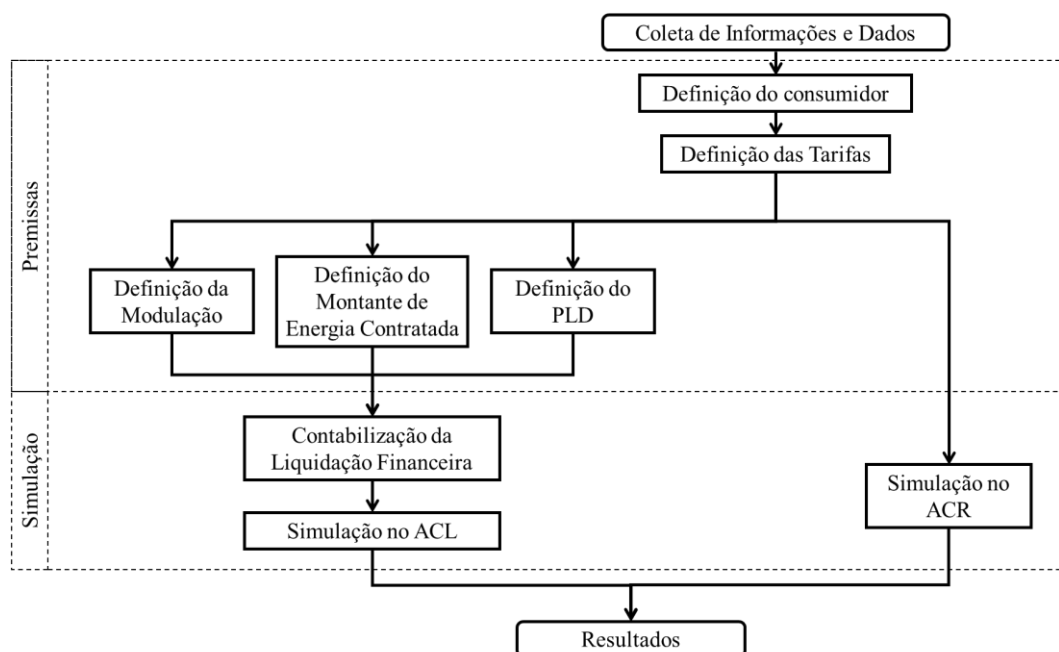 Coleta de Informações e Dados
Premissas
Definição do consumidor
Definição das Tarifas
Definição da
Modulação
Definição do
Montante de
Energia Contratada
Definição do
PLD
Simulação
Contabilização da
Liquidação Financeira
Simulação no ACL
Simulação no
ACR
Resultados